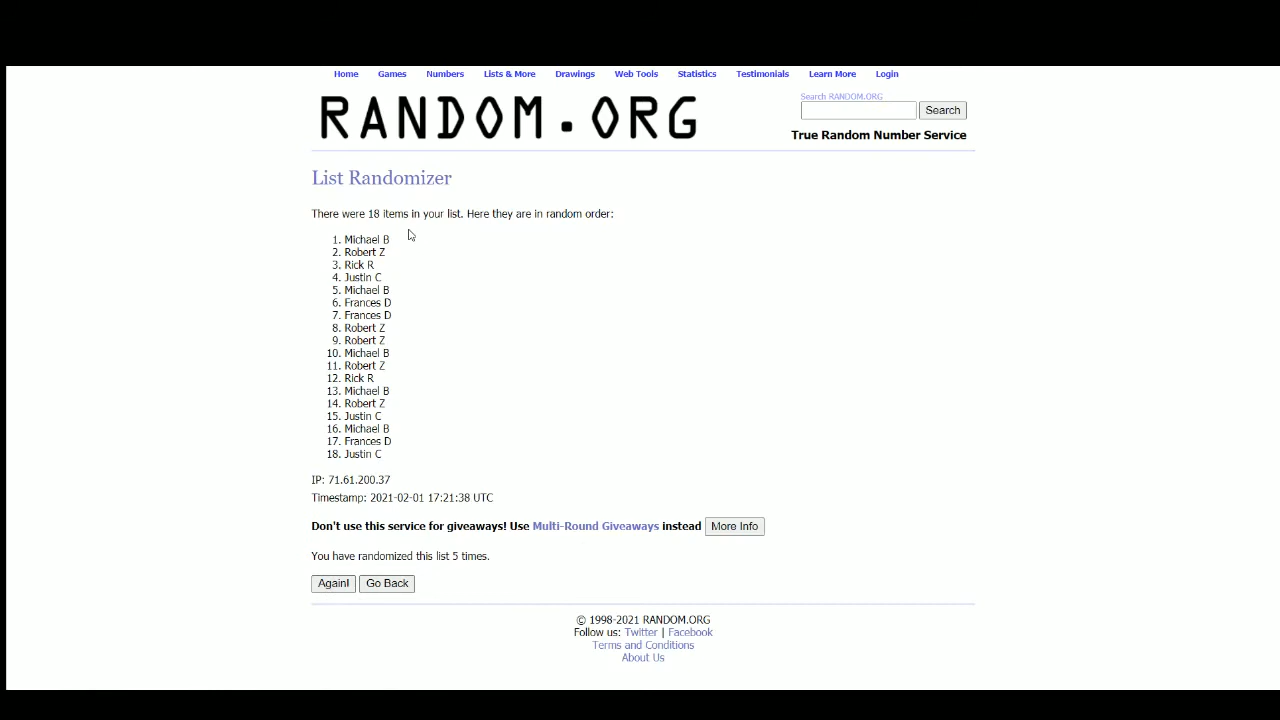 Home Games Numbers Lists & More Drawings Web Tools Statistics Testimonials Learn More Login
RANDOM.ORG
Search RANDOM.ORG
Search
True Random Number Service
List Randomizer
There were 18 items in your list. Here they are in random order:
1. Michael B
2. Robert Z
3. Rick R
4. Justin C
5. Michael B
6. Frances D
7. Frances D
8. Robert Z
9. Robert Z
10. Michael B
11. Robert Z
12. Rick R
13. Michael B
14. Robert Z
15. Justin C
16. Michael B
17. Frances D
18. Justin C
IP: 71.61.200.37
Timestamp: 2021-02-01 17:21:38 UTC
Don't use this service for giveaways! Use Multi-Round Giveaways instead More Info
You have randomized this list 5 times.
Again! Go Back
© 1998-2021 RANDOM.ORG
Follow us: Twitter | Facebook
Terms and Conditions
About Us